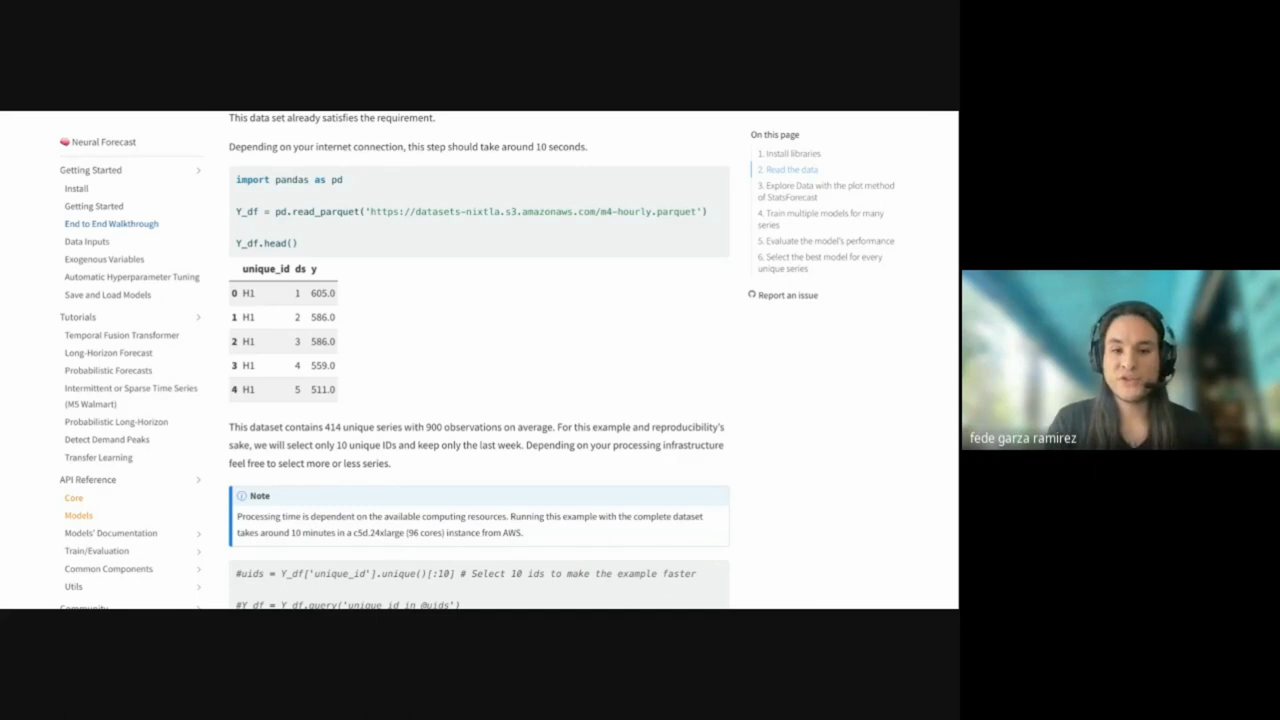 This data set already satisfies the requirement.
Depending on your internet connection, this step should take around 10 seconds.
import pandas as pd
Y_df = pd.read_parquet('https://datasets-nixtla.s3.amazonaws.com/m4-hourly.parquet')
Y_df.head()
unique_id ds y
0 H1 1 605.0
1 H1 2 586.0
2 H1 3 586.0
3 H1 4 559.0
4 H1 5 511.0
This dataset contains 414 unique series with 900 observations on average. For this example and reproducibility's
sake, we will select only 10 unique IDs and keep only the last week. Depending on your processing infrastructure
feel free to select more or less series.
Note
Processing time is dependent on the available computing resources. Running this example with the complete dataset
takes around 10 minutes in a c5d.24xlarge (96 cores) instance from AWS.
#uids = Y_df['unique_id'].unique()[:10] # Select 10 ids to make the example faster
#Y_df = Y_df.query('unique_id in @uids')
Neural Forecast
Getting Started
Install
Getting Started
End to End Walkthrough
Data Inputs
Exogenous Variables
Automatic Hyperparameter Tuning
Save and Load Models
Tutorials
Temporal Fusion Transformer
Long-Horizon Forecast
Probabilistic Forecasts
Intermittent or Sparse Time Series
(M5 Walmart)
Probabilistic Long-Horizon
Detect Demand Peaks
Transfer Learning
API Reference
Core
Models
Models' Documentation
Train/Evaluation
Common Components
Utils
Community
On this page
1. Install libraries
2. Read the data
3. Explore Data with the plot method
of StatsForecast
4. Train multiple models for many
series
5. Evaluate the model's performance
6. Select the best model for every
unique series
Report an issue
fede garza ramirez